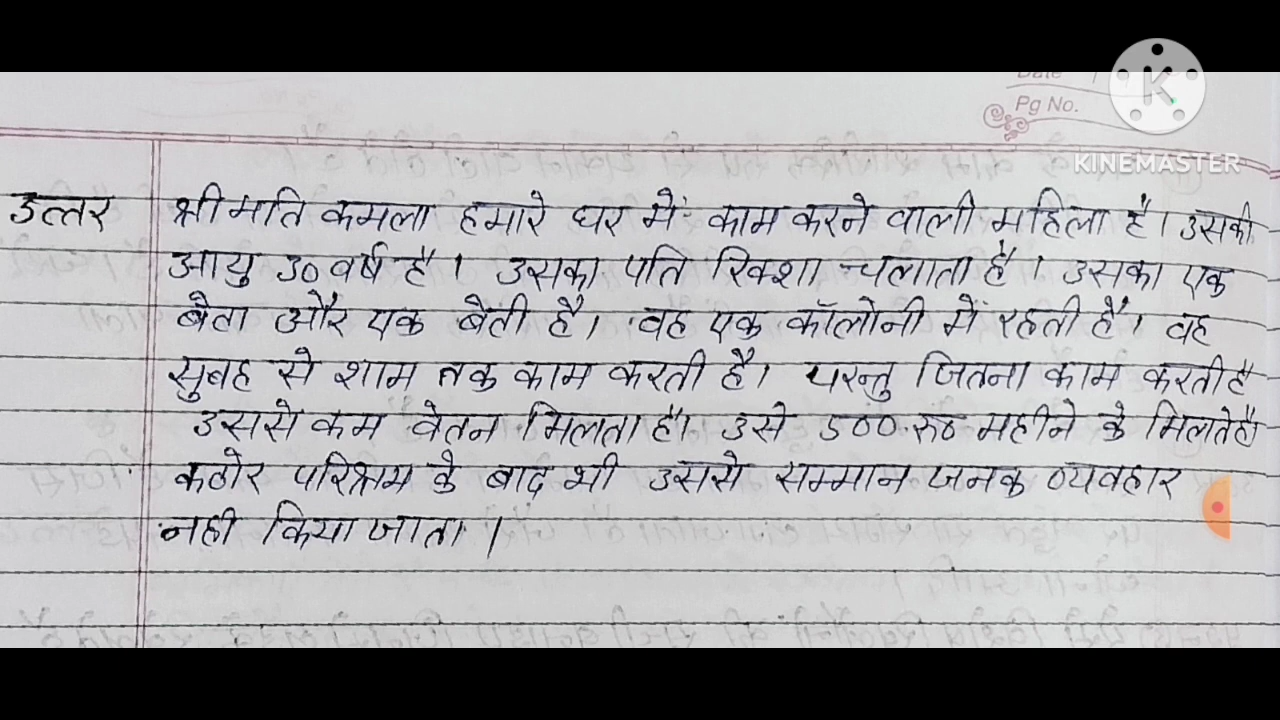 Date
Pg No.
KINEMASTER
उत्तर श्रीमति कमला हमारे घर में काम करने वाली महिला है। उसकी
आयु 30 वर्ष है। उसका पति रिक्शा चलाता है। उसका एक
बेटा और एक बेटी है। वह एक कॉलोनी में रहती है। वह
सुबह से शाम तक काम करती है। परन्तु जितना काम करती है
उससे कम वेतन मिलता है। उसे 500 रु० महीने के मिलते है।
कठोर परिश्रम के बाद भी उससे सम्मान जनक व्यवहार
नही किया जाता।